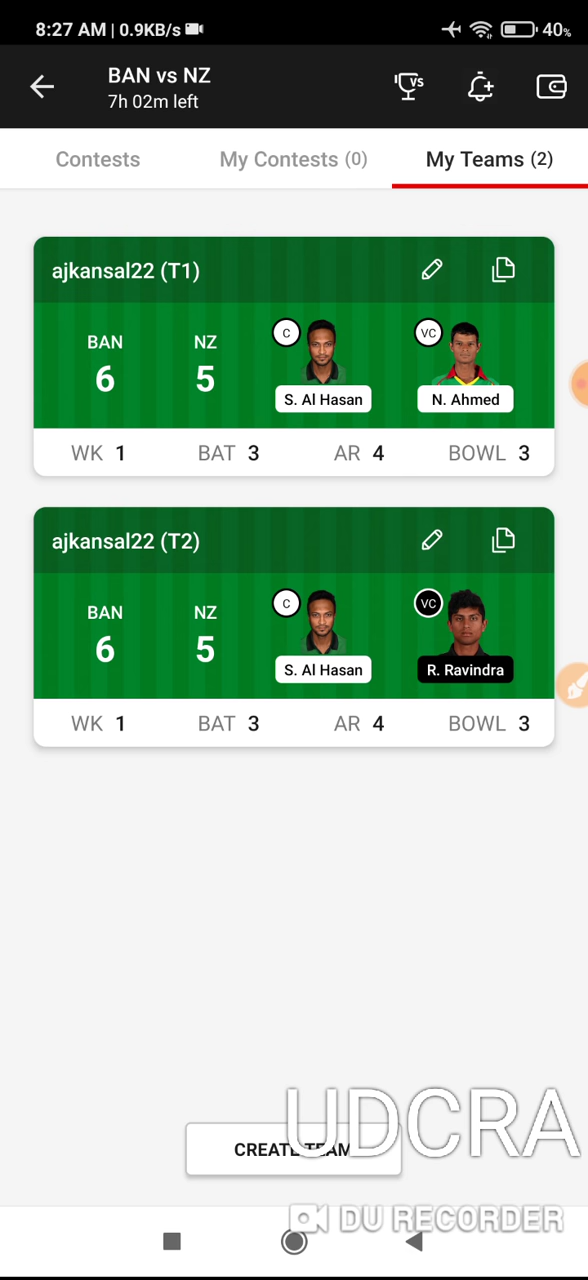 8:27 AM | 0.9KB/s 40%
BAN vs NZ
7h 02m left
VS
Contests My Contests (0) My Teams (2)
ajkansal22 (T1)
BAN NZ C VC
6 5
S. Al Hasan N. Ahmed
WK 1 BAT 3 AR 4 BOWL 3
ajkansal22 (T2)
BAN NZ C VC
6 5
S. Al Hasan R. Ravindra
WK 1 BAT 3 AR 4 BOWL 3
UDCRA
CREATE TEAM
DU RECORDER